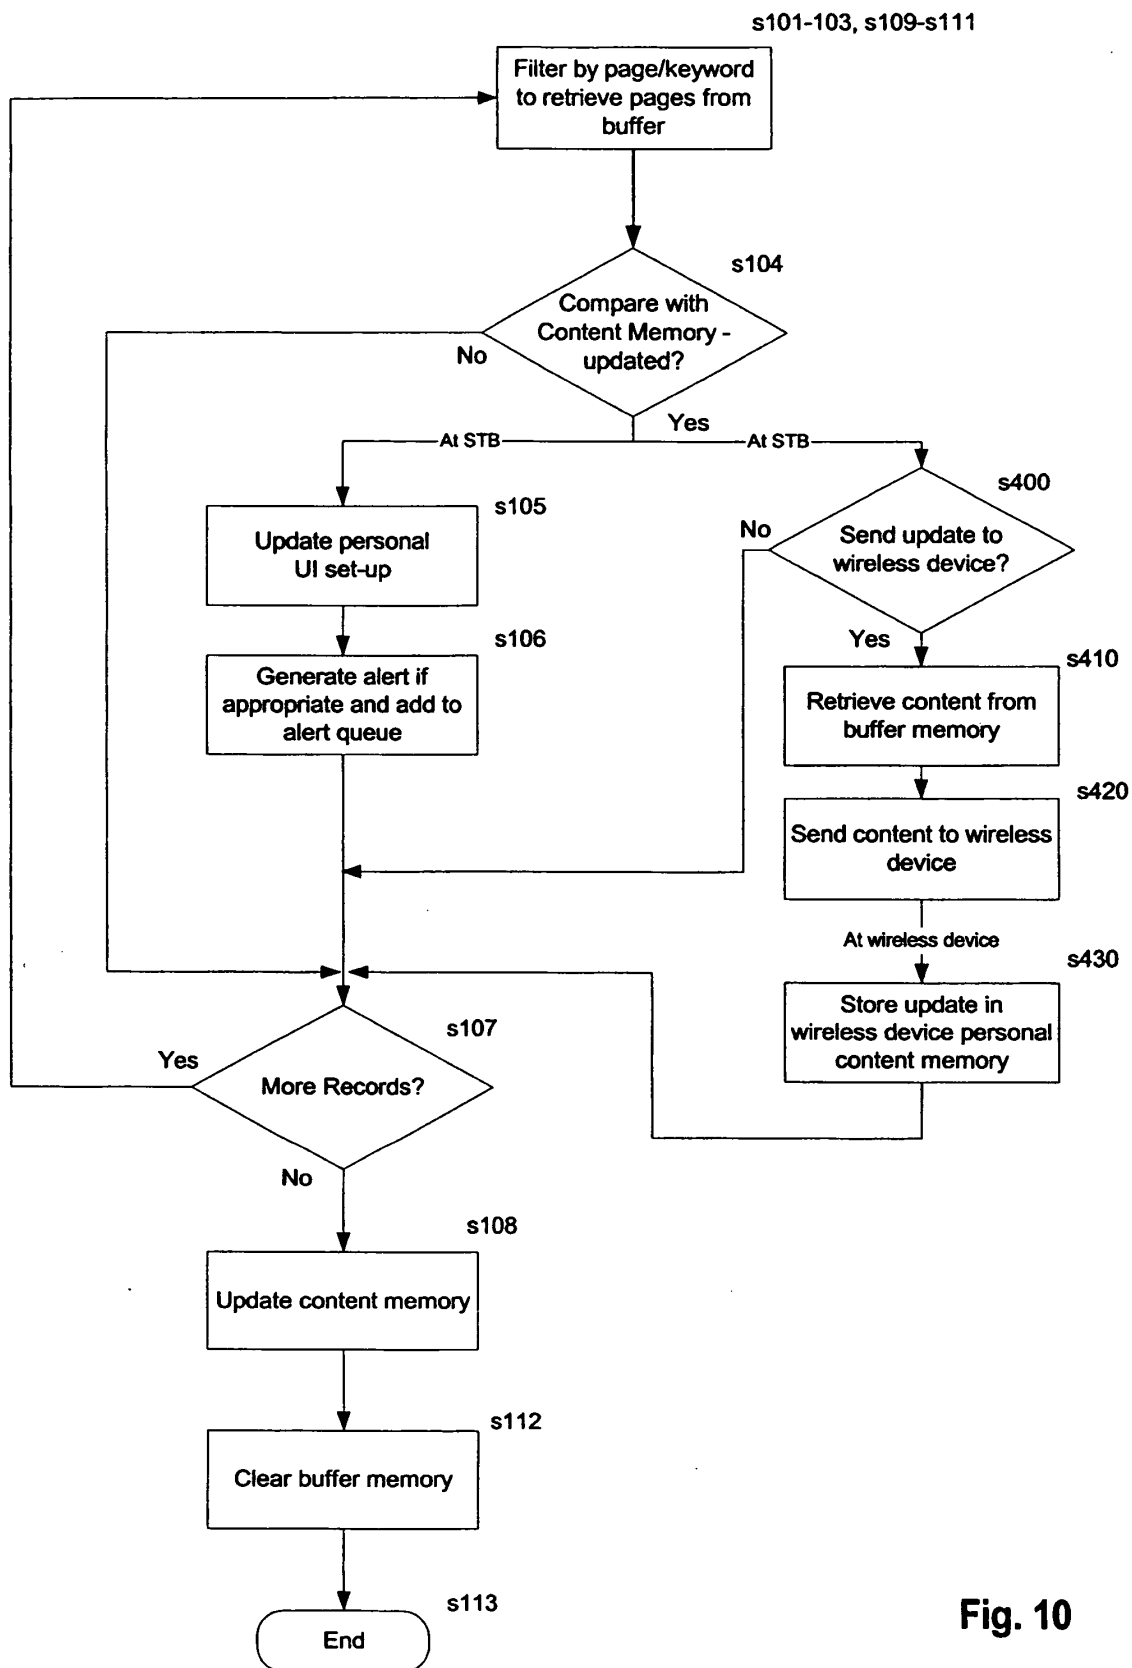 s101-103, s109-s111
Filter by page/keyword
to retrieve pages from
buffer
s104
Compare with
Content Memory -
updated?
No
Yes
At STB
At STB
s105
Update personal
UI set-up
s400
Send update to
wireless device?
No
Yes
s106
Generate alert if
appropriate and add to
alert queue
s410
Retrieve content from
buffer memory
s420
Send content to wireless
device
At wireless device
s430
Store update in
wireless device personal
content memory
s107
More Records?
Yes
No
s108
Update content memory
s112
Clear buffer memory
s113
End
Fig. 10